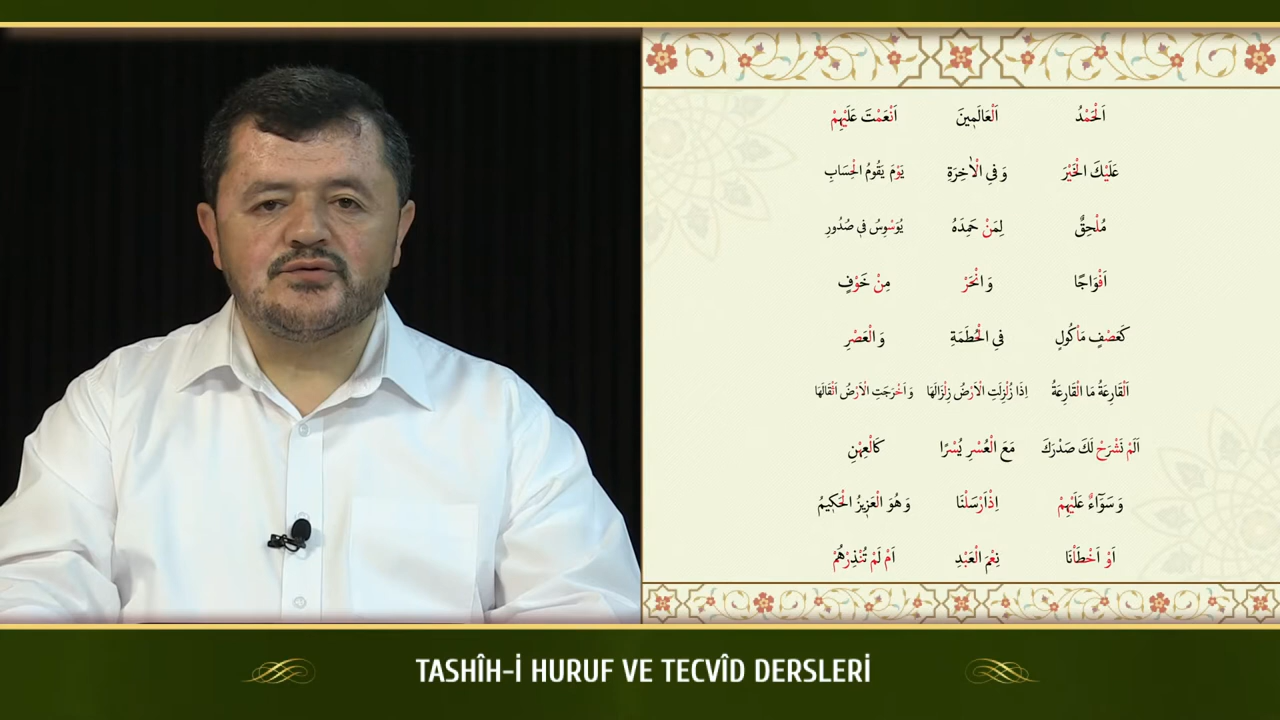 اَلْحَمْدُ اَلْعَالَمٖينَ اَنْعَمْتَ عَلَيْهِمْ
عَلَيْكَ الْخَيْرَ وَ فِي الْاٰخِرَةِ يَوْمَ يَقُومُ الْحِسَابِ
مُلْحِقٌ لِمَنْ حَمِدَهُ يُوَسْوِسُ فٖى صُدُورِ
اَفْوَاجًا وَ انْحَرْ مِنْ خَوْفٍ
كَعَصْفٍ مَاْكُولٍ فِي الْحُطَمَةِ وَ الْعَصْرِ
اَلْقَارِعَةُ مَا الْقَارِعَةُ اِذَا زُلْزِلَتِ الْاَرْضُ زِلْزَالَهَا وَ اَخْرَجَتِ الْاَرْضُ اَثْقَالَهَا
اَلَمْ نَشْرَحْ لَكَ صَدْرَكَ مَعَ الْعُسْرِ يُسْرًا كَالْعِهْنِ
وَ سَوَٓاءٌ عَلَيْهِمْ اِذْاَرْسَلْنَا وَ هُوَ الْعَزٖيزُ الْحَكٖيمُ
اَوْ اَخْطَاْنَا نِعْمَ الْعَبْدِ اَمْ لَمْ تُنْذِرْهُمْ
TASHÎH-İ HURUF VE TECVÎD DERSLERİ